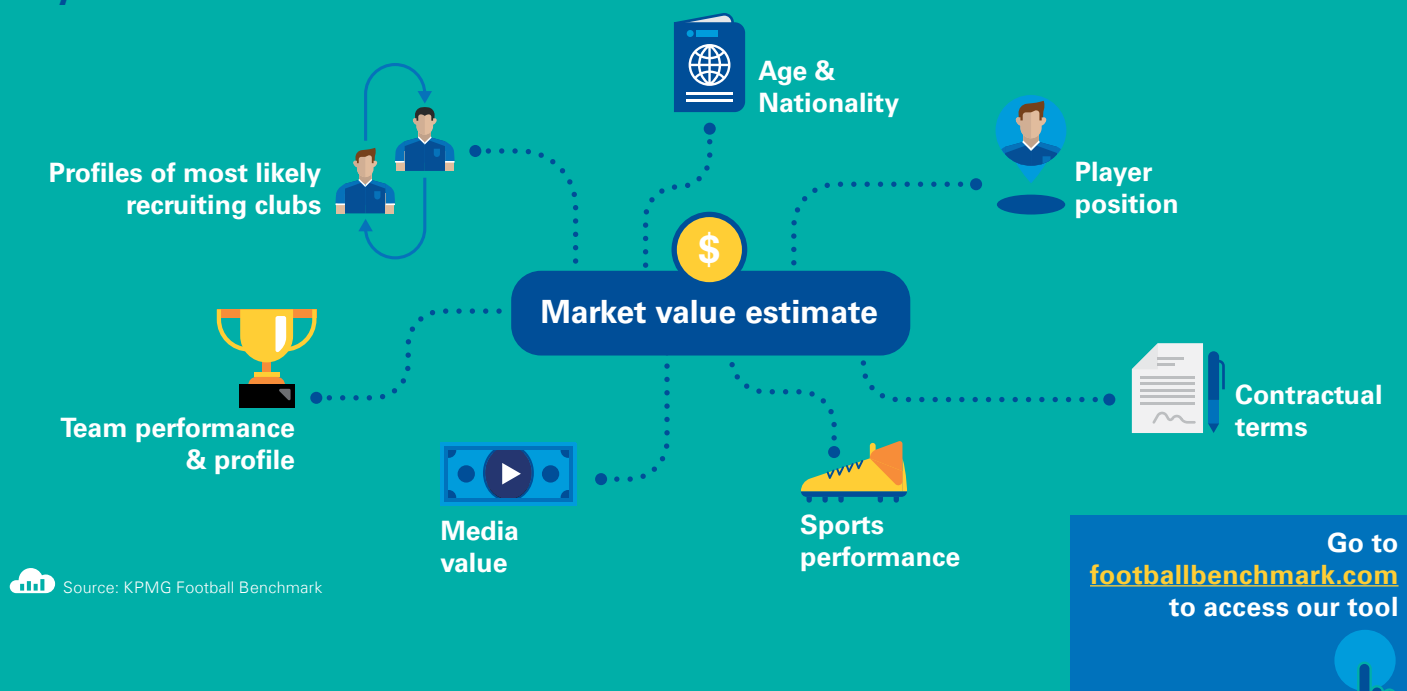 Age &
Nationality
Profiles of most likely
recruiting clubs
Player
position
$
Market value estimate
Team performance
& profile
Contractual
terms
Media
value
Sports
performance
Source: KPMG Football Benchmark
Go to
footballbenchmark.com
to access our tool